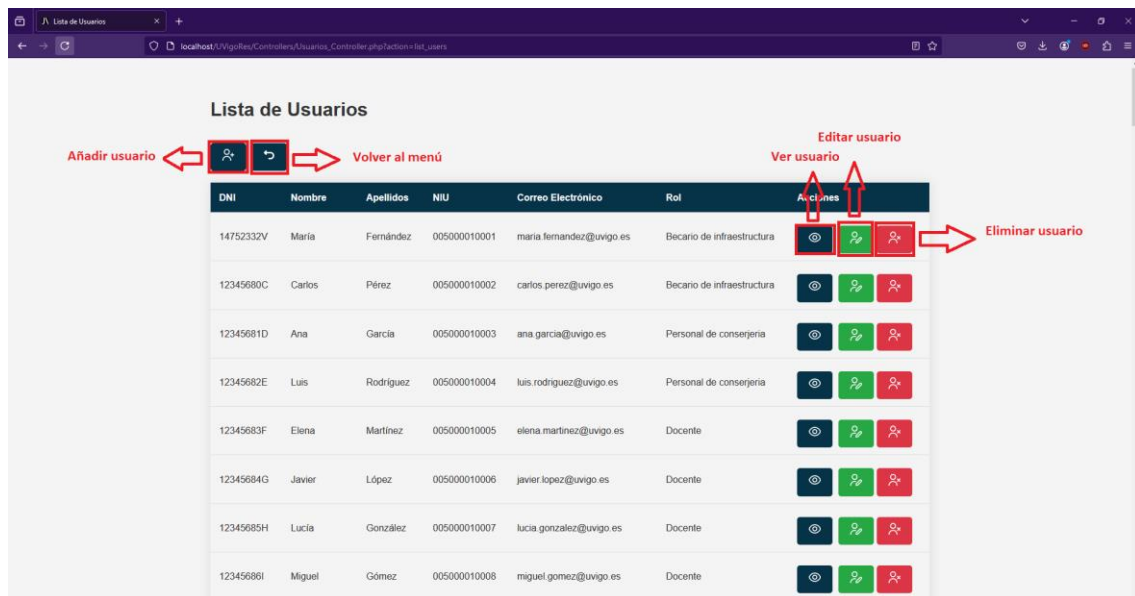 Lista de Usuarios
localhost/UVigoRes/Controllers/Usuarios_Controller.php?action=list_users
Lista de Usuarios
Editar usuario
Añadir usuario Volver al menú Ver usuario
DNI Nombre Apellidos NIU Correo Electrónico Rol Acciones
14752332V María Fernández 005000010001 maria.fernandez@uvigo.es Becario de infraestructura Eliminar usuario
12345680C Carlos Pérez 005000010002 carlos.perez@uvigo.es Becario de infraestructura
12345681D Ana García 005000010003 ana.garcia@uvigo.es Personal de conserjeria
12345682E Luis Rodríguez 005000010004 luis.rodriguez@uvigo.es Personal de conserjeria
12345683F Elena Martínez 005000010005 elena.martinez@uvigo.es Docente
12345684G Javier López 005000010006 javier.lopez@uvigo.es Docente
12345685H Lucía González 005000010007 lucia.gonzalez@uvigo.es Docente
12345686I Miguel Gómez 005000010008 miguel.gomez@uvigo.es Docente